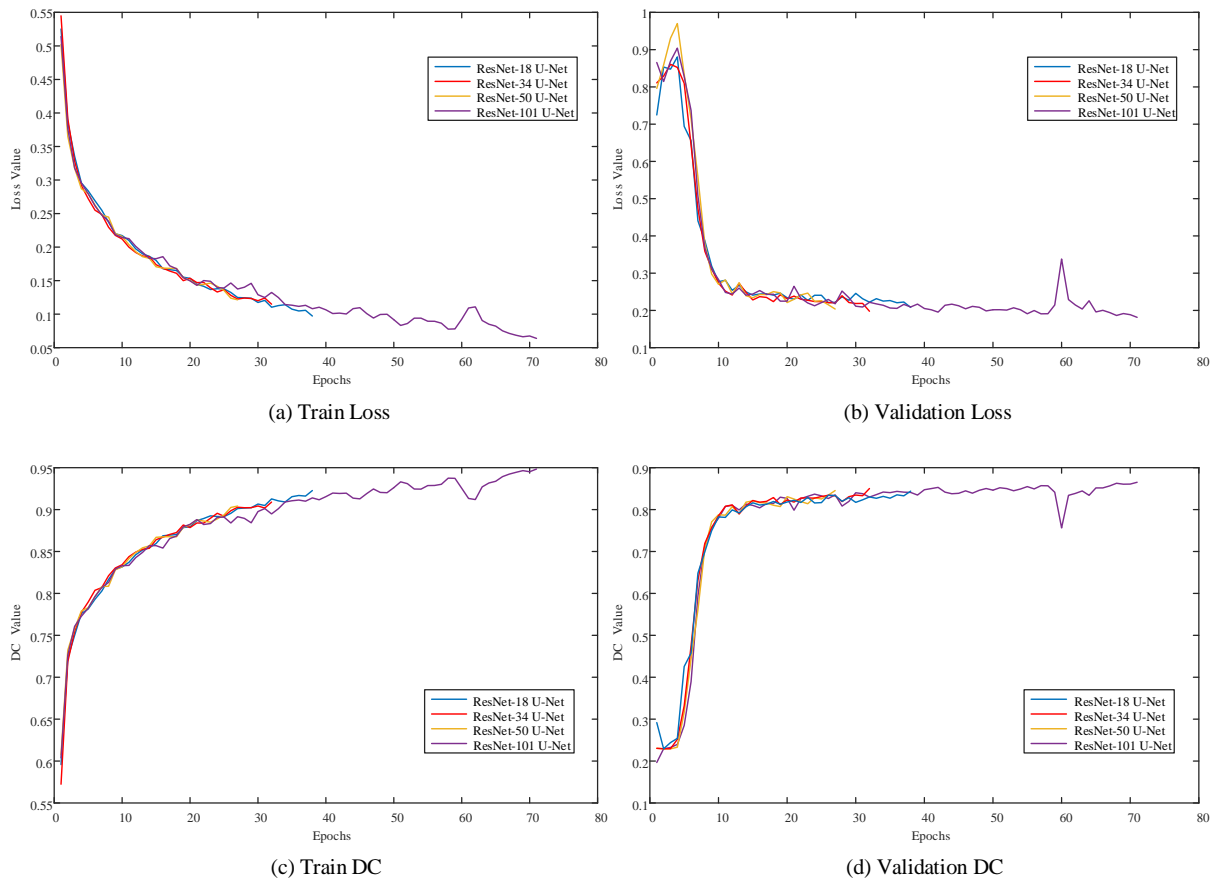 0.55
0.5
0.45
0.4
0.35
0.3
0.25
0.2
0.15
0.1
0.05
Loss Value
ResNet-18 U-Net
ResNet-34 U-Net
ResNet-50 U-Net
ResNet-101 U-Net
0 10 20 30 40 50 60 70 80
Epochs
(a) Train Loss
1
0.9
0.8
0.7
0.6
0.5
0.4
0.3
0.2
0.1
Loss Value
ResNet-18 U-Net
ResNet-34 U-Net
ResNet-50 U-Net
ResNet-101 U-Net
0 10 20 30 40 50 60 70 80
Epochs
(b) Validation Loss
0.95
0.9
0.85
0.8
0.75
0.7
0.65
0.6
0.55
DC Value
ResNet-18 U-Net
ResNet-34 U-Net
ResNet-50 U-Net
ResNet-101 U-Net
0 10 20 30 40 50 60 70 80
Epochs
(c) Train DC
0.9
0.8
0.7
0.6
0.5
0.4
0.3
0.2
0.1
DC Value
ResNet-18 U-Net
ResNet-34 U-Net
ResNet-50 U-Net
ResNet-101 U-Net
0 10 20 30 40 50 60 70 80
Epochs
(d) Validation DC